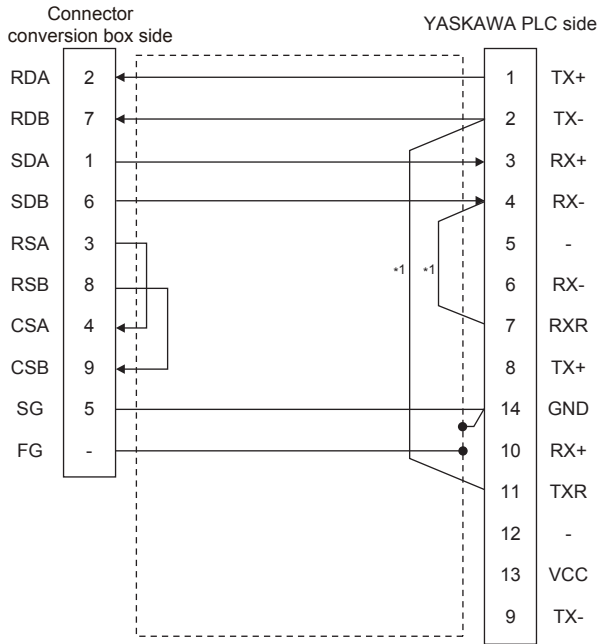 Connector
conversion box side
YASKAWA PLC side
RDA 2 1 TX+
RDB 7 2 TX-
SDA 1 3 RX+
SDB 6 4 RX-
RSA 3 5 -
RSB 8 *1 *1 6 RX-
CSA 4 7 RXR
CSB 9 8 TX+
SG 5 14 GND
FG - 10 RX+
11 TXR
12 -
13 VCC
9 TX-